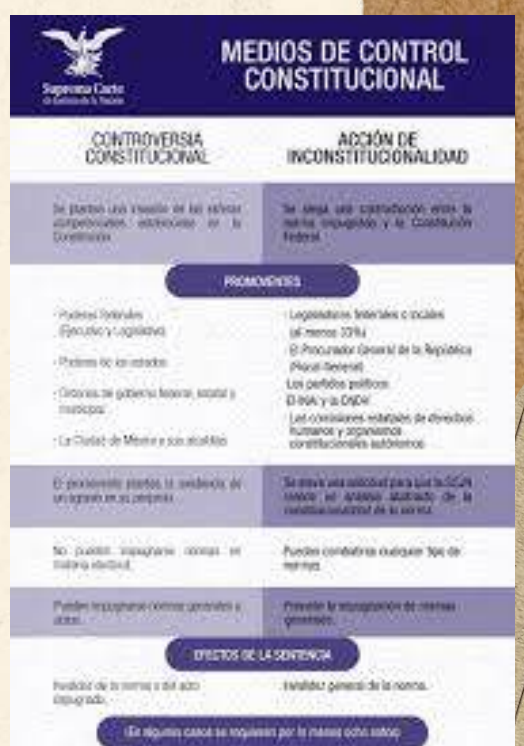 Suprema Corte
de Justicia de la Nación
MEDIOS DE CONTROL
CONSTITUCIONAL
CONTROVERSIA
CONSTITUCIONAL
ACCIÓN DE
INCONSTITUCIONALIDAD
Se plantea una invasión de las esferas
competenciales establecidas en la
Constitución.
Se alega una contradicción entre la
norma impugnada y la Constitución
Federal.
PROMOVENTES
- Poderes federales
(Ejecutivo y Legislativo)
- Poderes de los estados
- Órdenes de gobierno federal, estatal y
municipal
- La Ciudad de México y sus alcaldías
- Legisladores federales o locales
(al menos 33%)
- El Procurador General de la República
(Fiscal General)
Los partidos políticos
El INAI y la CNDH
- Las comisiones estatales de derechos
humanos y organismos
constitucionales autónomos
El promovente plantea la existencia de
un agravio en su perjuicio.
Se eleva una solicitud para que la SCJN
realice un análisis abstracto de la
constitucionalidad de la norma.
No pueden impugnarse normas en
materia electoral.
Pueden combatirse cualquier tipo de
normas.
Pueden impugnarse normas generales o
actos.
la impugnación de normas
generales.
EFECTOS DE LA SENTENCIA
Invalidez de la norma o del acto
impugnado.
Invalidez general de la norma.
(En algunos casos se requieren por lo menos ocho votos)